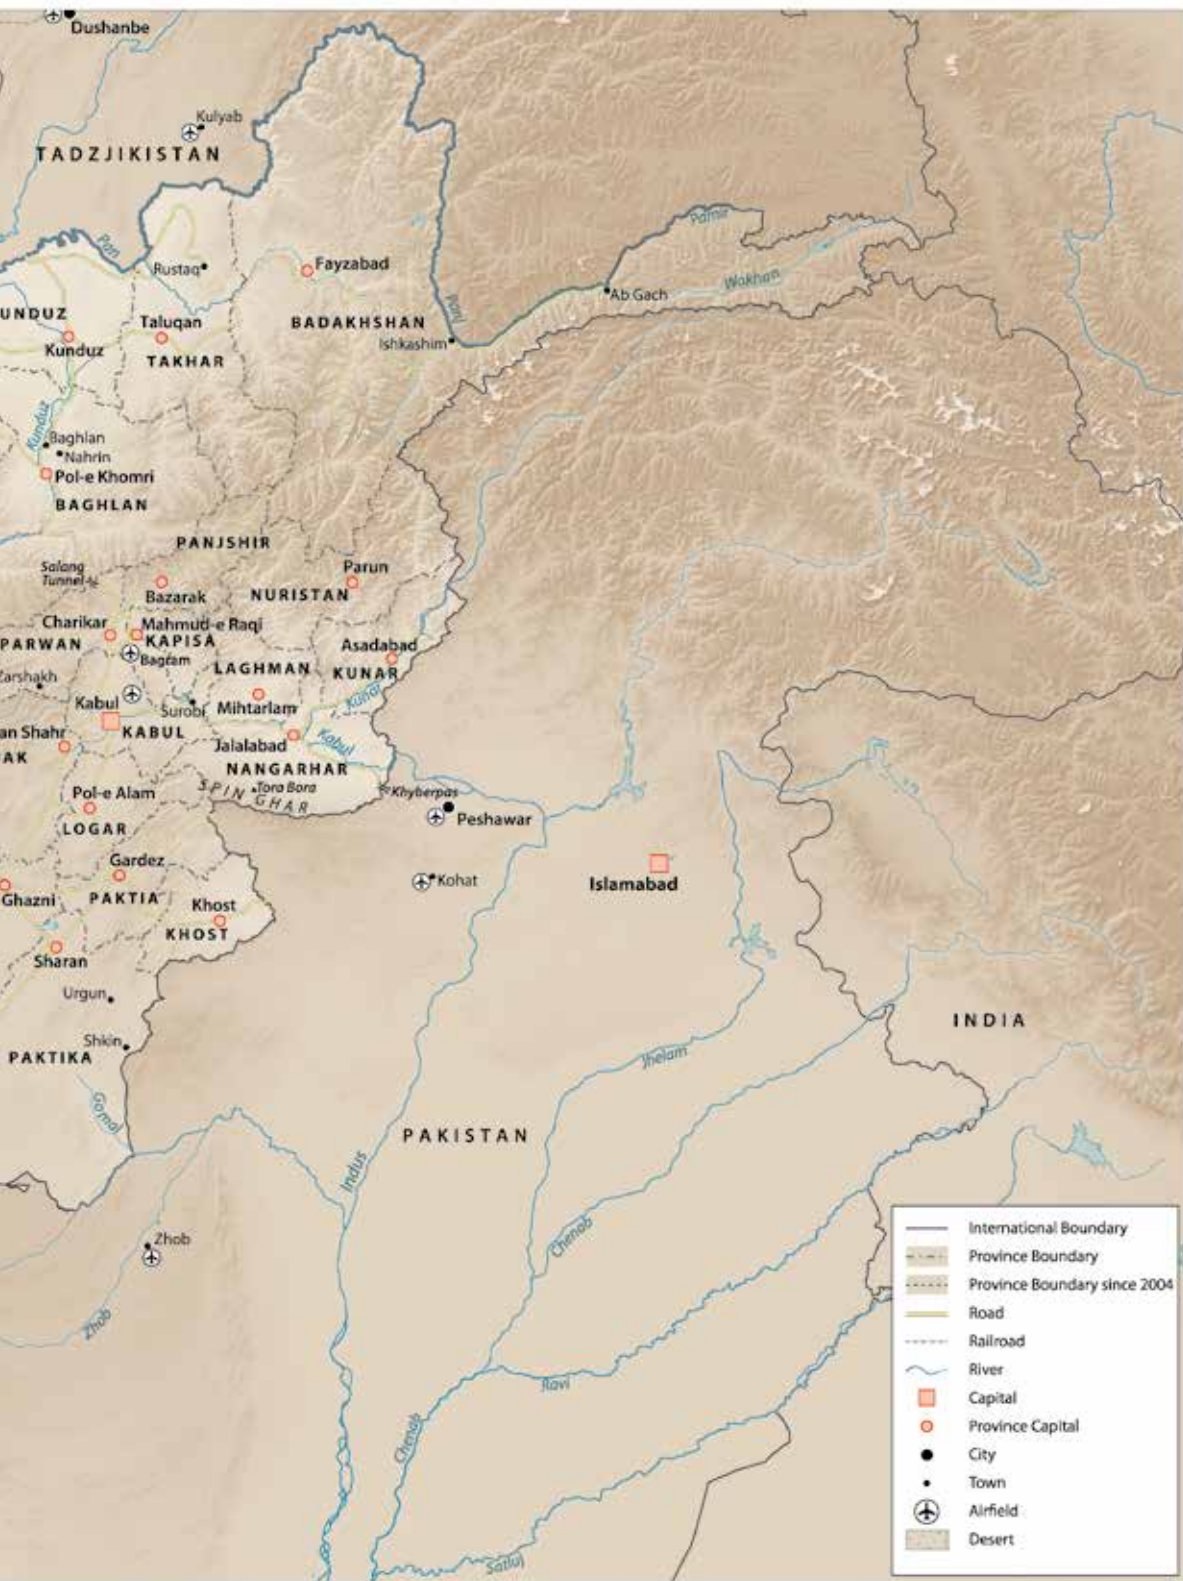 Dushanbe
Kulyab
TADZJIKISTAN
Pamir
Pan
Rustaq
Fayzabad
Wakhan
Ab Gach
Panj
UNDUZ
Taluqan
BADAKHSHAN
Ishkashim
Kunduz
TAKHAR
Kunduz
Baghlan
Nahrin
Pol-e Khomri
BAGHLAN
PANJSHIR
Salang
Tunnel
Parun
Bazarak
NURISTAN
Charikar
Mahmud-e Raqi
PARWAN
KAPISA
Asadabad
Bagram
LAGHMAN
KUNAR
Zarshakh
Kabul
Surobi
Mihtarlam
Kunar
an Shahr
KABUL
Jalalabad
Kabul
AK
NANGARHAR
SPIN GHAR
Tora Bora
Pol-e Alam
Khyberpas
LOGAR
Peshawar
Gardez
Kohat
Islamabad
Ghazni
PAKTIA
Khost
KHOST
Sharan
Urgun
INDIA
Shkin
PAKTIKA
Jhelam
Gomal
PAKISTAN
Indus
Zhob
Chenab
Zhob
Ravi
Chenab
Satluj
International Boundary
Province Boundary
Province Boundary since 2004
Road
Railroad
River
Capital
Province Capital
City
Town
Airfield
Desert